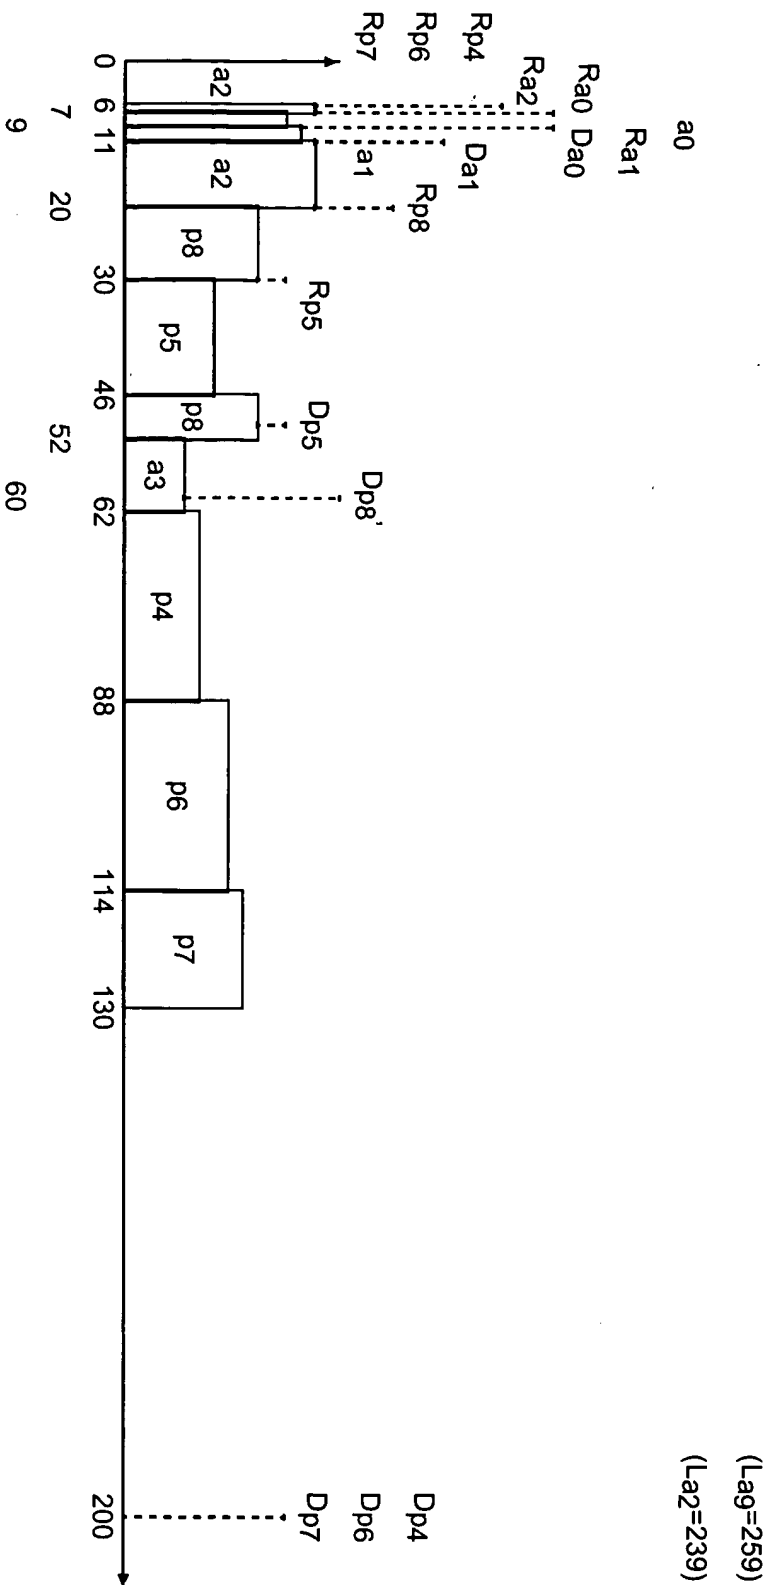 (La9=259)
a0 (La2=239)
Ra1
Ra0 Da0
Ra2
Rp4 Da1
Rp6 Rp8 Dp4
Rp7 a1 Dp8' Dp6
Rp5 Dp5 Dp7
a2 a2 p8 p5 p8 a3 p4 p6 p7
0 6 11 30 46 62 88 114 130 200
7 20 52
9 60